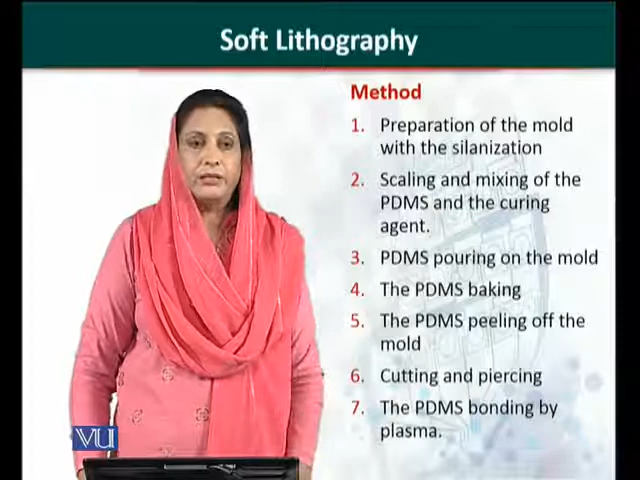 Soft Lithography
Method
1. Preparation of the mold
with the silanization
2. Scaling and mixing of the
PDMS and the curing
agent.
3. PDMS pouring on the mold
4. The PDMS baking
5. The PDMS peeling off the
mold
6. Cutting and piercing
7. The PDMS bonding by
plasma.
VU